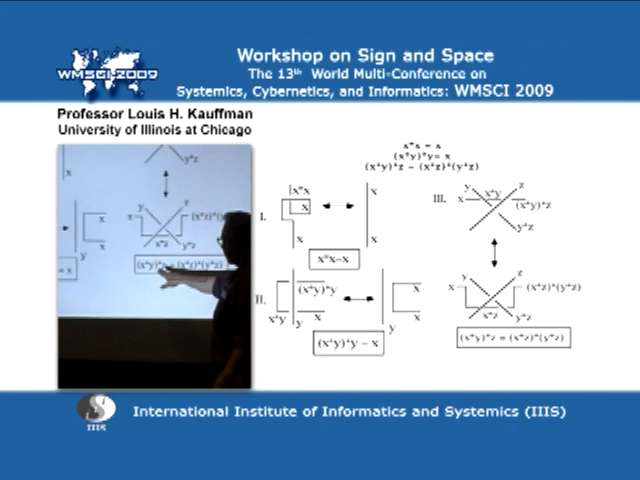 Workshop on Sign and Space
The 13th World Multi-Conference on
Systemics, Cybernetics, and Informatics: WMSCI 2009
WMSCI 2009
Professor Louis H. Kauffman
University of Illinois at Chicago
x*x = x
(x*y)*y = x
(x*y)*z = (x*z)*(y*z)
I.
x*x
x
x
x
x
x*x=x
II.
(x*y)*y
x*y
y
x
x
x
y
(x*y)*y = x
III.
y
z
x
x*y
(x*y)*z
y*z
y
z
x
(x*z)*(y*z)
x*z
y*z
(x*y)*z = (x*z)*(y*z)
x
y*z
y
z
x
x
x
y
x*z
y*z
= x
(x*y)*z = (x*z)*(y*z)
IIIS
International Institute of Informatics and Systemics (IIIS)